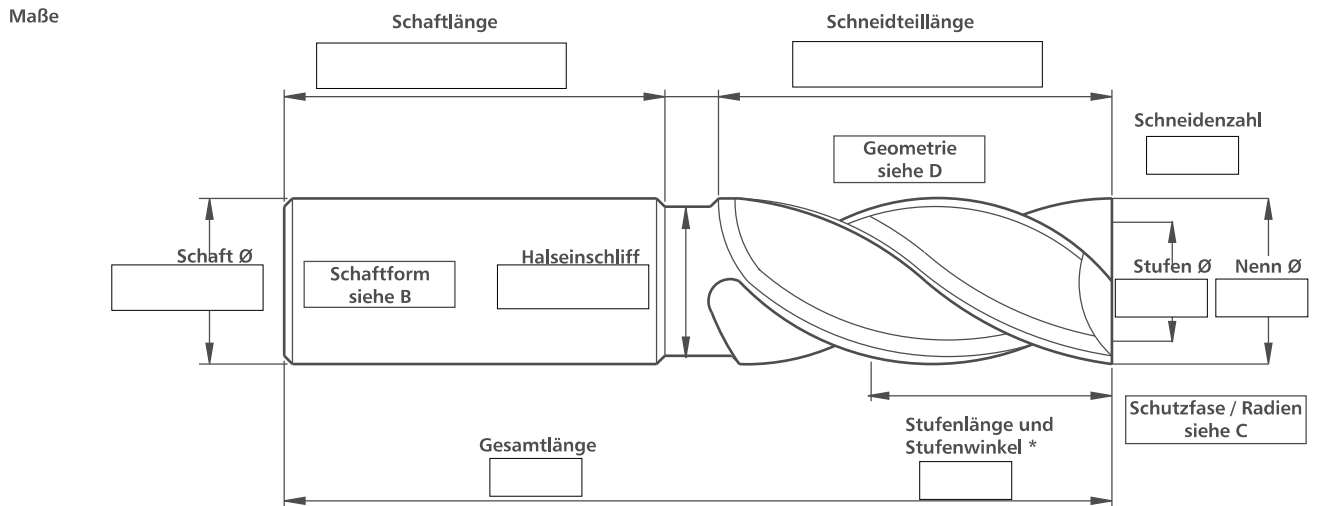 Maße
Schaftlänge
Schneidteillänge
Schneidenzahl
Geometrie
siehe D
Schaft Ø
Schaftform
siehe B
Halseinschliff
Stufen Ø
Nenn Ø
Schutzfase / Radien
siehe C
Stufenlänge und
Stufenwinkel *
Gesamtlänge